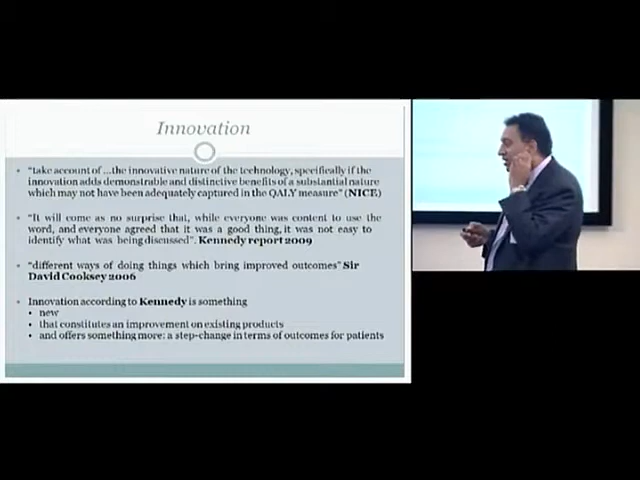 Innovation
"take account of ...the innovative nature of the technology, specifically if the
innovation adds demonstrable and distinctive benefits of a substantial nature
which may not have been adequately captured in the QALY measure" (NICE)
"It will come as no surprise that, while everyone was content to use the
word, and everyone agreed that it was a good thing, it was not easy to
identify what was being discussed". Kennedy report 2009
"different ways of doing things which bring improved outcomes" Sir
David Cooksey 2006
Innovation according to Kennedy is something
new
that constitutes an improvement on existing products
and offers something more: a step-change in terms of outcomes for patients